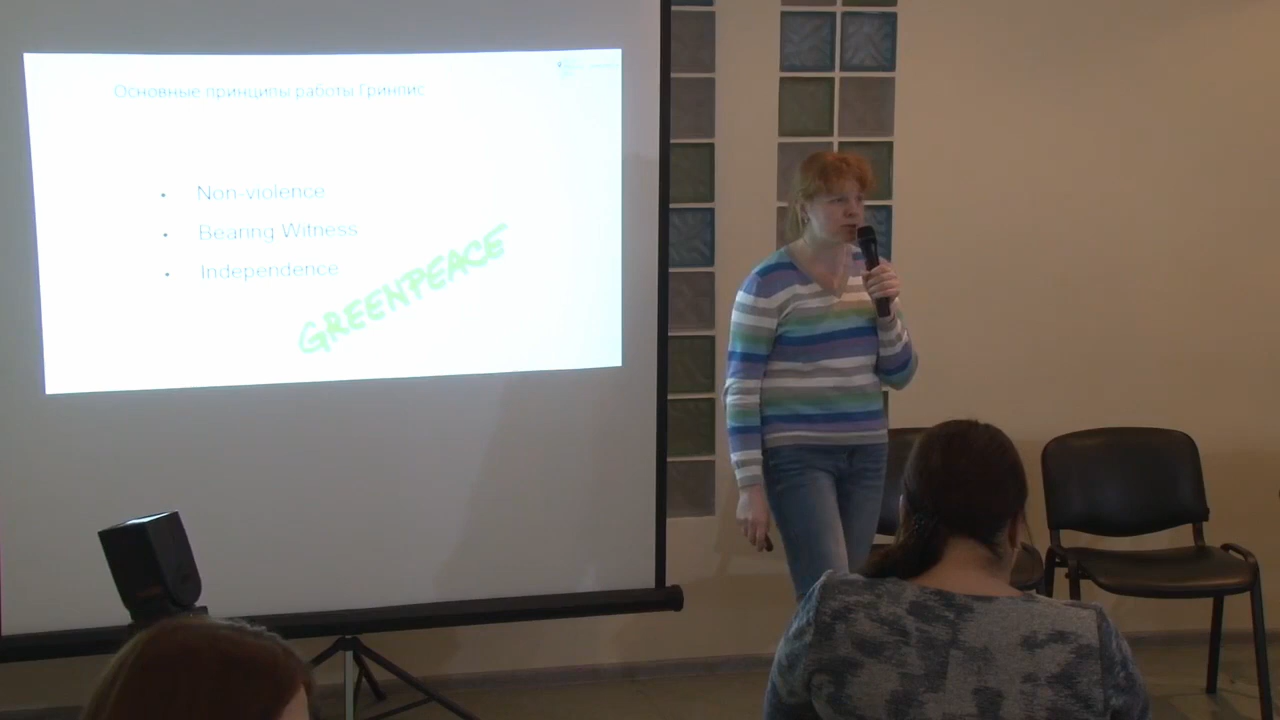 Основные принципы работы Гринпис
Non-violence
Bearing Witness
Independence
GREENPEACE